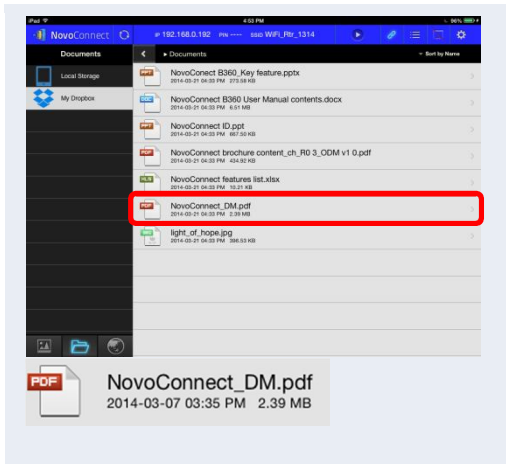 iPad 4:53 PM 96%
NovoConnect IP 192.168.0.192 PIN ---- SSID WiFi_Rtr_1314
Documents
Documents Sort by Name
Local Storage
My Dropbox
PPT NovoConect B360_Key feature.pptx
2014-03-21 04:33 PM 273.58 KB
DOC NovoConnect B360 User Manual contents.docx
2014-03-21 04:33 PM 6.51 MB
PPT NovoConnect ID.ppt
2014-03-21 04:33 PM 667.50 KB
PDF NovoConnect brochure content_ch_R0 3_ODM v1 0.pdf
2014-03-21 04:33 PM 434.92 KB
XLS NovoConnect features list.xlsx
2014-03-21 04:33 PM 10.21 KB
PDF NovoConnect_DM.pdf
2014-03-21 04:33 PM 2.39 MB
light_of_hope.jpg
2014-03-21 04:33 PM 398.53 KB
PDF NovoConnect_DM.pdf
2014-03-07 03:35 PM 2.39 MB